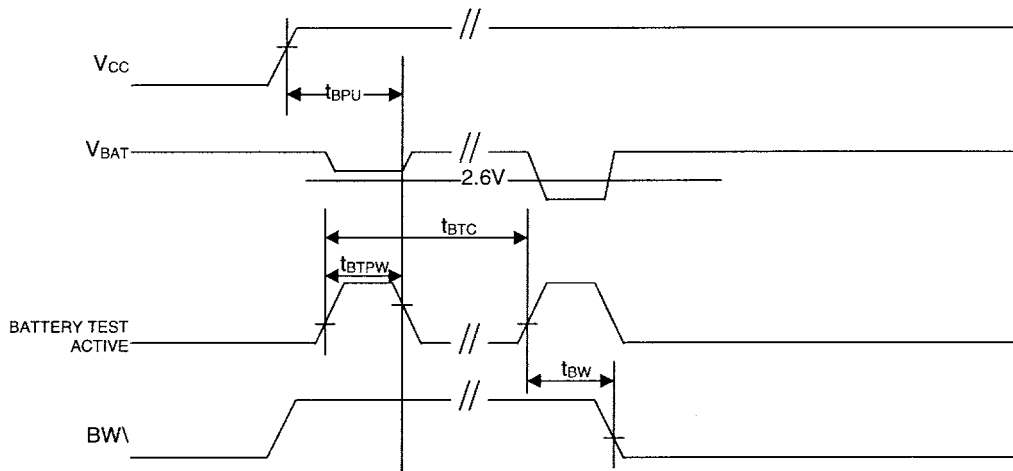 VCC
tBPU
VBAT
2.6V
tBTC
tBTPW
BATTERY TEST
ACTIVE
tBW
BW\